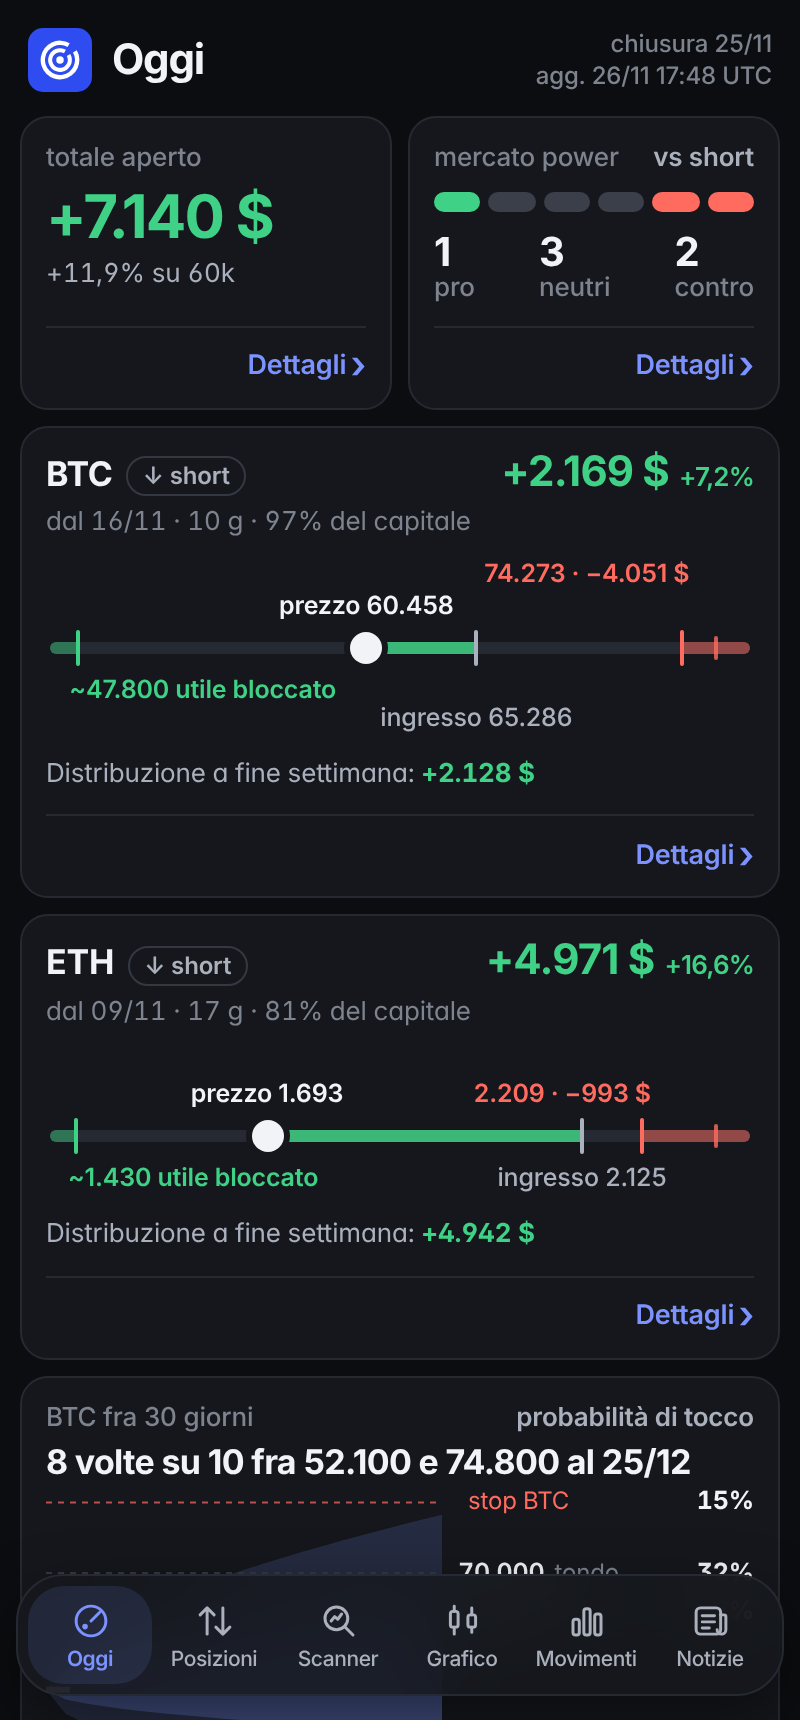 Oggi
chiusura 25/11
agg. 26/11 17:48 UTC
totale aperto
+7.140 $
+11,9% su 60k
Dettagli ›
mercato power vs short
1 3 2
pro neutri contro
Dettagli ›
BTC ↓ short +2.169 $ +7,2%
dal 16/11 · 10 g · 97% del capitale
74.273 · −4.051 $
prezzo 60.458
~47.800 utile bloccato
ingresso 65.286
Distribuzione a fine settimana: +2.128 $
Dettagli ›
ETH ↓ short +4.971 $ +16,6%
dal 09/11 · 17 g · 81% del capitale
prezzo 1.693 2.209 · −993 $
~1.430 utile bloccato ingresso 2.125
Distribuzione a fine settimana: +4.942 $
Dettagli ›
BTC fra 30 giorni probabilità di tocco
8 volte su 10 fra 52.100 e 74.800 al 25/12
stop BTC 15%
70.000 tondo 32%
Oggi Posizioni Scanner Grafico Movimenti Notizie